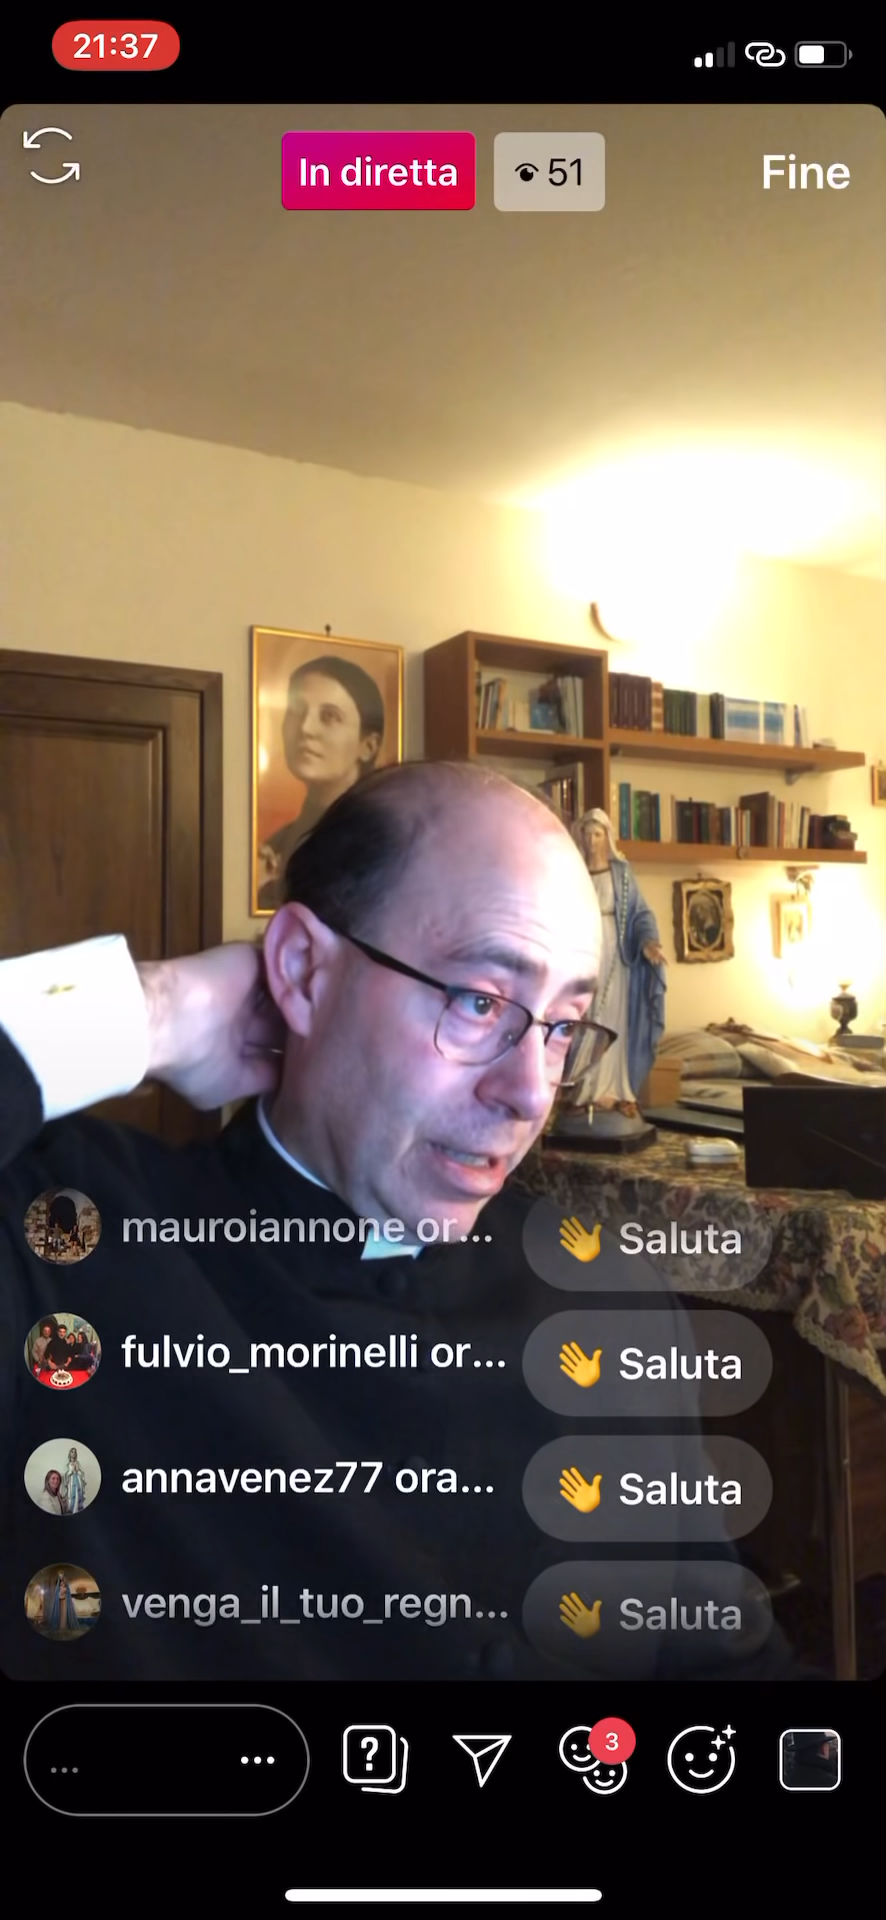 21:37
In diretta
51
Fine
mauroiannone or...
Saluta
fulvio_morinelli or...
Saluta
annavenez77 ora...
Saluta
venga_il_tuo_regn...
Saluta
...
3